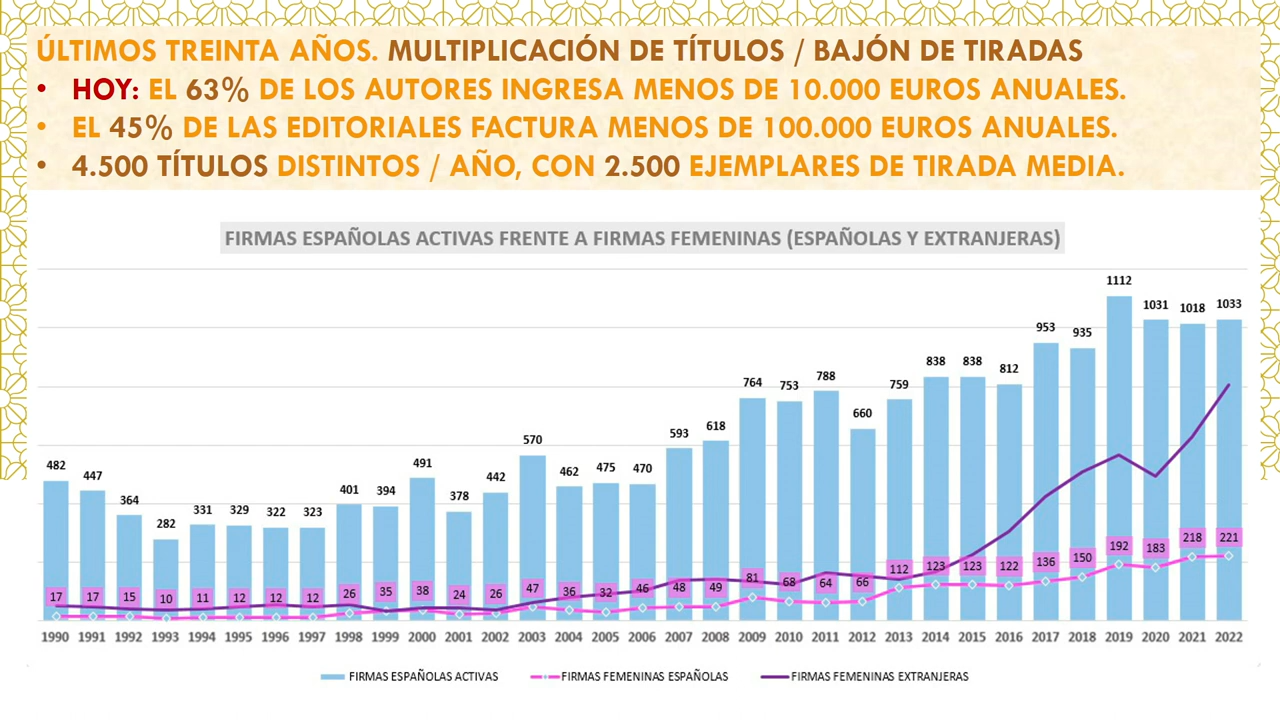 ÚLTIMOS TREINTA AÑOS. MULTIPLICACIÓN DE TÍTULOS / BAJÓN DE TIRADAS
• HOY: EL 63% DE LOS AUTORES INGRESA MENOS DE 10.000 EUROS ANUALES.
• EL 45% DE LAS EDITORIALES FACTURA MENOS DE 100.000 EUROS ANUALES.
• 4.500 TÍTULOS DISTINTOS / AÑO, CON 2.500 EJEMPLARES DE TIRADA MEDIA.
FIRMAS ESPAÑOLAS ACTIVAS FRENTE A FIRMAS FEMENINAS (ESPAÑOLAS Y EXTRANJERAS)
482 447 364 282 331 329 322 323 401 394 491 378 442 570 462 475 470 593 618 764 753 788 660 759 838 838 812 953 935 1112 1031 1018 1033
17 17 15 10 11 12 12 12 26 35 38 24 26 47 36 32 46 48 49 81 68 64 66 112 123 123 122 136 150 192 183 218 221
1990 1991 1992 1993 1994 1995 1996 1997 1998 1999 2000 2001 2002 2003 2004 2005 2006 2007 2008 2009 2010 2011 2012 2013 2014 2015 2016 2017 2018 2019 2020 2021 2022
FIRMAS ESPAÑOLAS ACTIVAS FIRMAS FEMENINAS ESPAÑOLAS FIRMAS FEMENINAS EXTRANJERAS